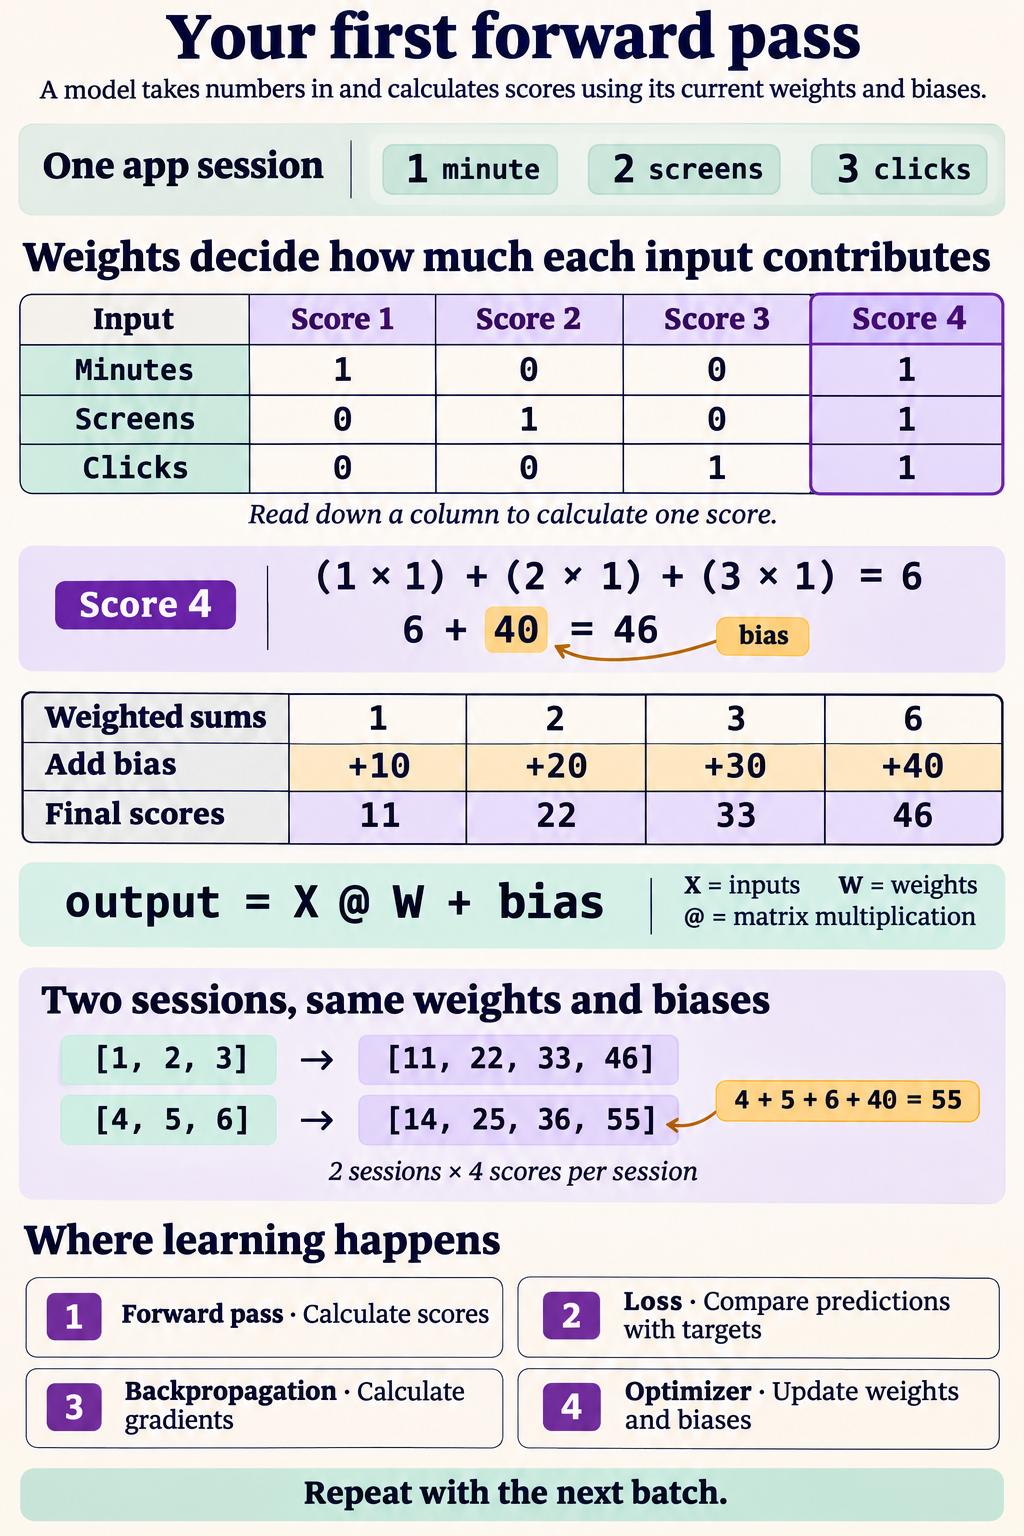 Your first forward pass
A model takes numbers in and calculates scores using its current weights and biases.
One app session
1 minute
2 screens
3 clicks
Weights decide how much each input contributes
Input Score 1 Score 2 Score 3 Score 4
Minutes 1 0 0 1
Screens 0 1 0 1
Clicks 0 0 1 1
Read down a column to calculate one score.
Score 4
(1 × 1) + (2 × 1) + (3 × 1) = 6
6 + 40 = 46
bias
Weighted sums 1 2 3 6
Add bias +10 +20 +30 +40
Final scores 11 22 33 46
output = X @ W + bias
X = inputs W = weights
@ = matrix multiplication
Two sessions, same weights and biases
[1, 2, 3] → [11, 22, 33, 46]
[4, 5, 6] → [14, 25, 36, 55]
4 + 5 + 6 + 40 = 55
2 sessions × 4 scores per session
Where learning happens
1 Forward pass · Calculate scores
2 Loss · Compare predictions
with targets
3 Backpropagation · Calculate
gradients
4 Optimizer · Update weights
and biases
Repeat with the next batch.